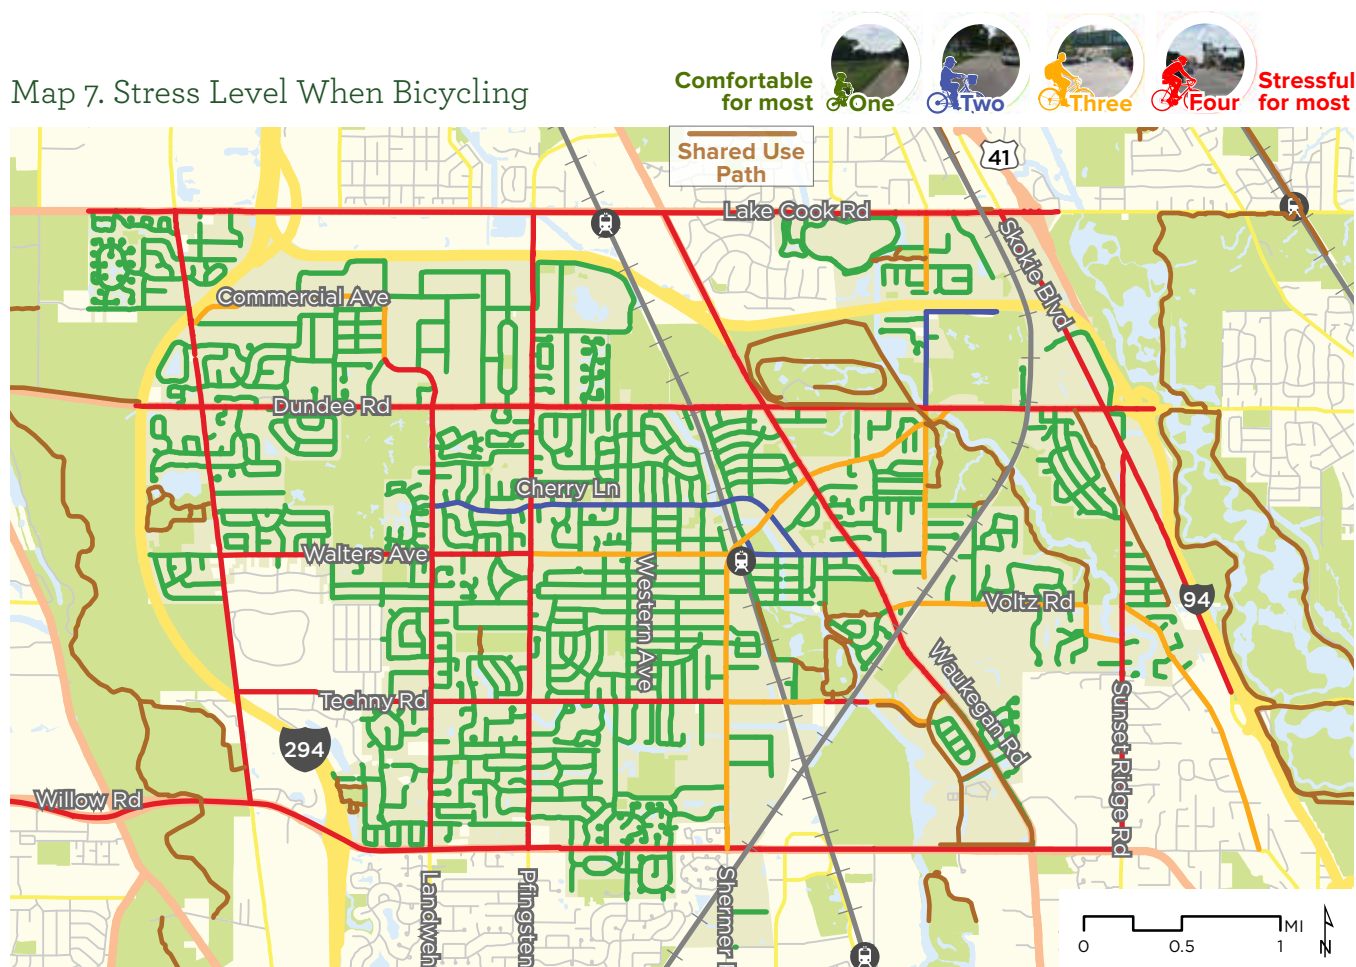 Map 7. Stress Level When Bicycling
Comfortable
for most
One
Two
Three
Four
Stressful
for most
Shared Use
Path
41
Lake Cook Rd
Skokie Blvd
Commercial Ave
Dundee Rd
Cherry Ln
Walters Ave
Western Ave
Voltz Rd
94
Waukegan Rd
Techny Rd
Sunset Ridge Rd
294
Willow Rd
Landweh
Pfingsten
Shermer
0
0.5
1
MI
N